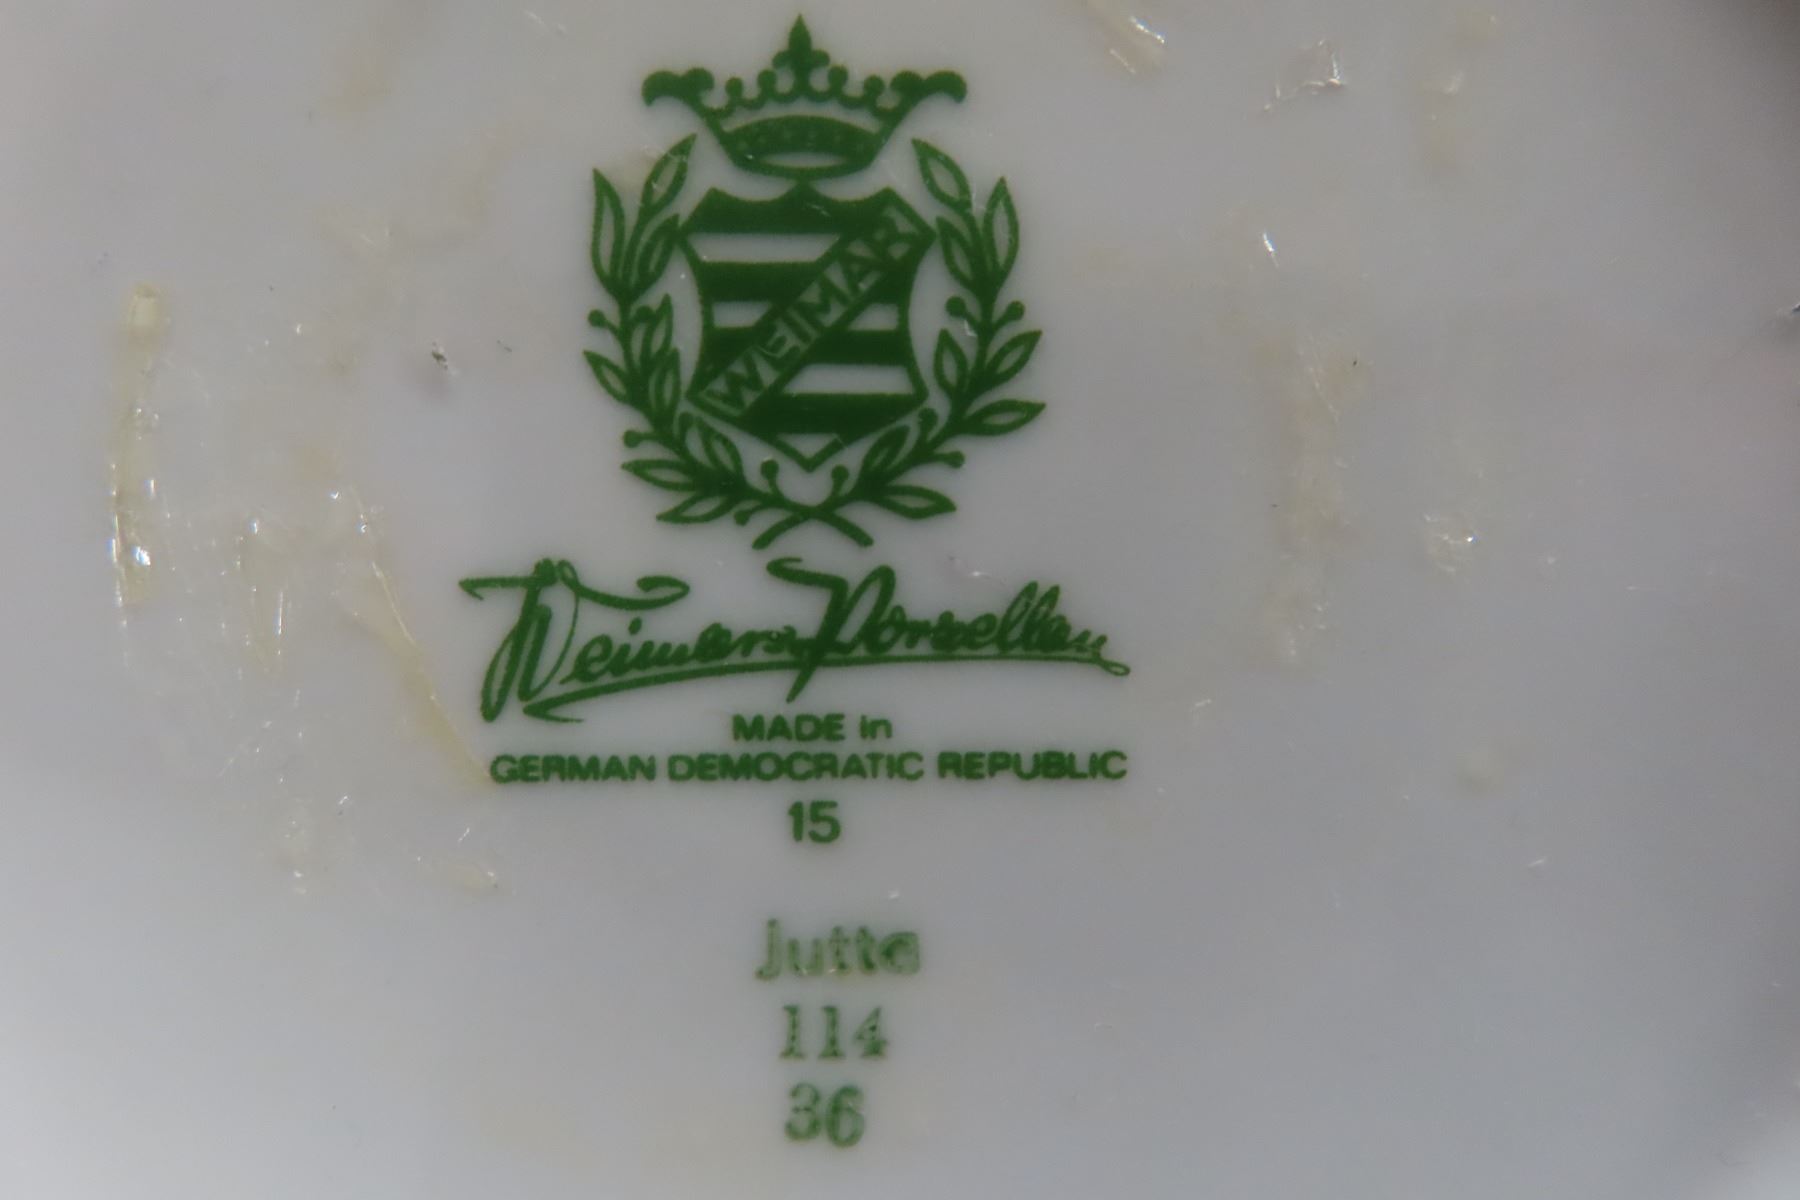 WEIMAR
Weimar Porzellan
MADE in
GERMAN DEMOCRATIC REPUBLIC
15
Jutta
114
36